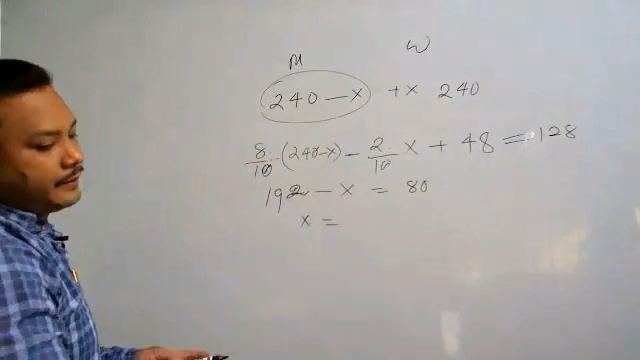 M W
240 - x + x 240
8/10 (240-x) - 2/10 x + 48 = 128
192 - x = 80
x =